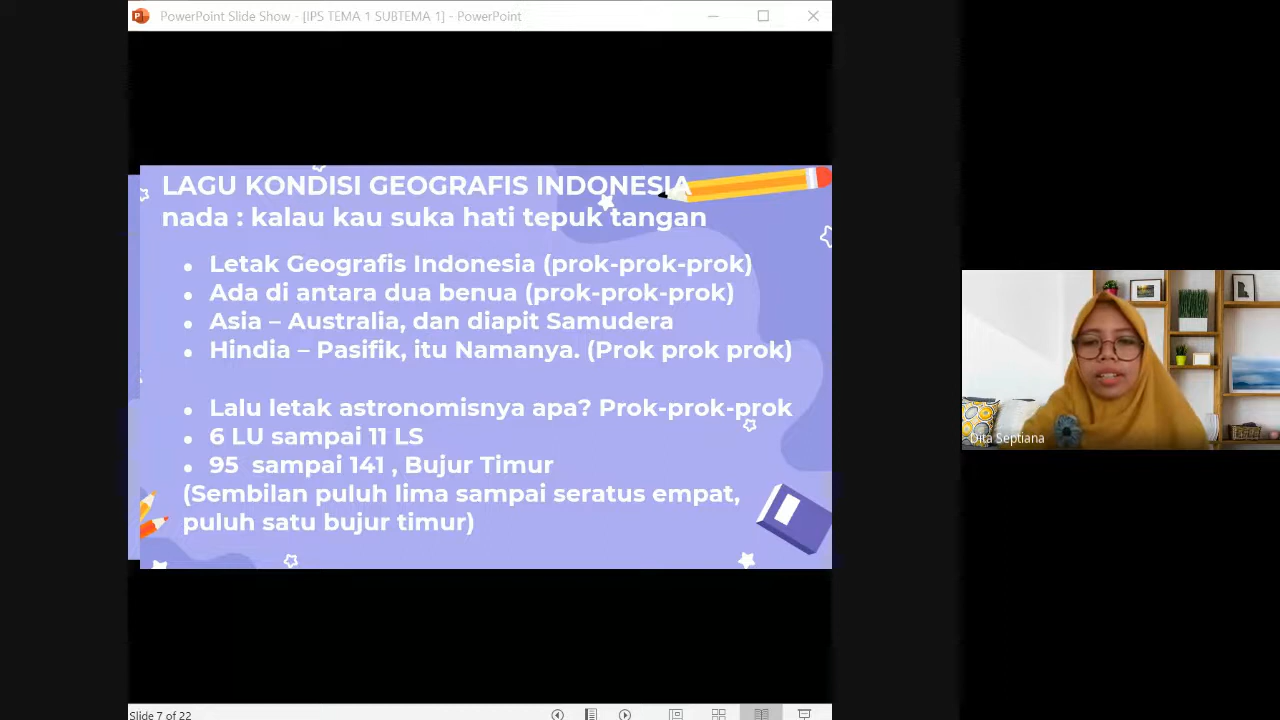 PowerPoint Slide Show - [IPS TEMA 1 SUBTEMA 1] - PowerPoint
LAGU KONDISI GEOGRAFIS INDONESIA
nada : kalau kau suka hati tepuk tangan
• Letak Geografis Indonesia (prok-prok-prok)
• Ada di antara dua benua (prok-prok-prok)
• Asia – Australia, dan diapit Samudera
• Hindia – Pasifik, itu Namanya. (Prok prok prok)
• Lalu letak astronomisnya apa? Prok-prok-prok
• 6 LU sampai 11 LS
• 95 sampai 141 , Bujur Timur
(Sembilan puluh lima sampai seratus empat,
puluh satu bujur timur)
Dita Septiana
Slide 7 of 22